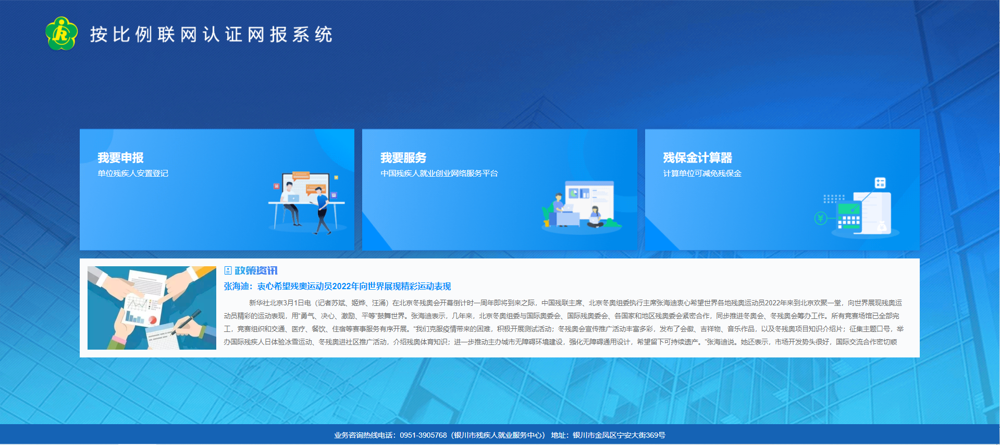 按比例联网认证网报系统
我要申报
单位残疾人安置登记
我要服务
中国残疾人就业创业网络服务平台
残保金计算器
计算单位可减免残保金
政策资讯
张海迪：衷心希望残奥运动员2022年向世界展现精彩运动表现
新华社北京3月1日电（记者苏斌、姬烨、汪涌）在北京冬残奥会开幕倒计时一周年即将到来之际，中国残联主席、北京冬奥组委执行主席张海迪衷心希望世界各地残奥运动员2022年来到北京欢聚一堂，向世界展现残奥运
动员精彩的运动表现，用“勇气、决心、激励、平等”鼓舞世界。张海迪表示，几年来，北京冬奥组委与国际奥委会、国际残奥委会、各国家和地区残奥委会紧密合作，同步推进冬奥会、冬残奥会筹办工作。所有竞赛场馆已全部完
工，竞赛组织和交通、医疗、餐饮、住宿等赛事服务有序开展。“我们克服疫情带来的困难，积极开展测试活动；冬残奥会宣传推广活动丰富多彩，发布了会徽、吉祥物、音乐作品，以及冬残奥项目知识介绍片；征集主题口号，举
办国际残疾人日体验冰雪运动、冬残奥进社区推广活动，介绍残奥体育知识；进一步推动主办城市无障碍环境建设，强化无障碍通用设计，希望留下可持续遗产。”张海迪说。她还表示，市场开发势头很好，国际交流合作密切顺
业务咨询热线电话：0951-3905768（银川市残疾人就业服务中心） 地址：银川市金凤区宁安大街369号